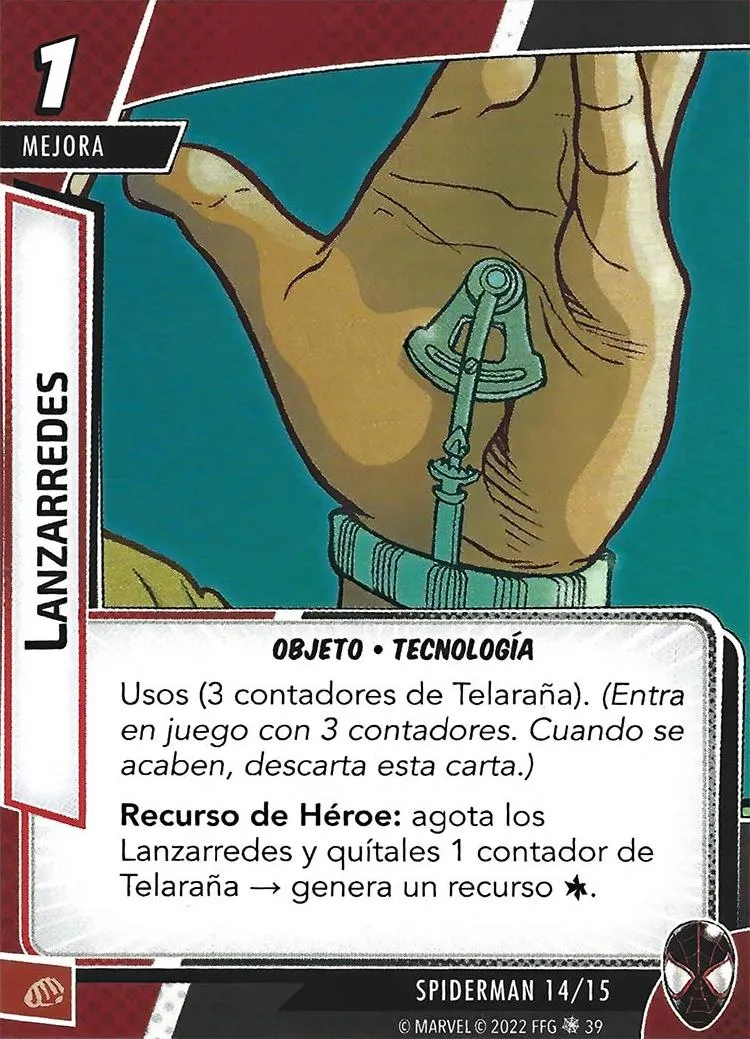 1
MEJORA
LANZARREDES
OBJETO • TECNOLOGÍA
Usos (3 contadores de Telaraña). (Entra
en juego con 3 contadores. Cuando se
acaben, descarta esta carta.)
Recurso de Héroe: agota los
Lanzarredes y quítales 1 contador de
Telaraña → genera un recurso ★.
SPIDERMAN 14/15
© MARVEL © 2022 FFG 39